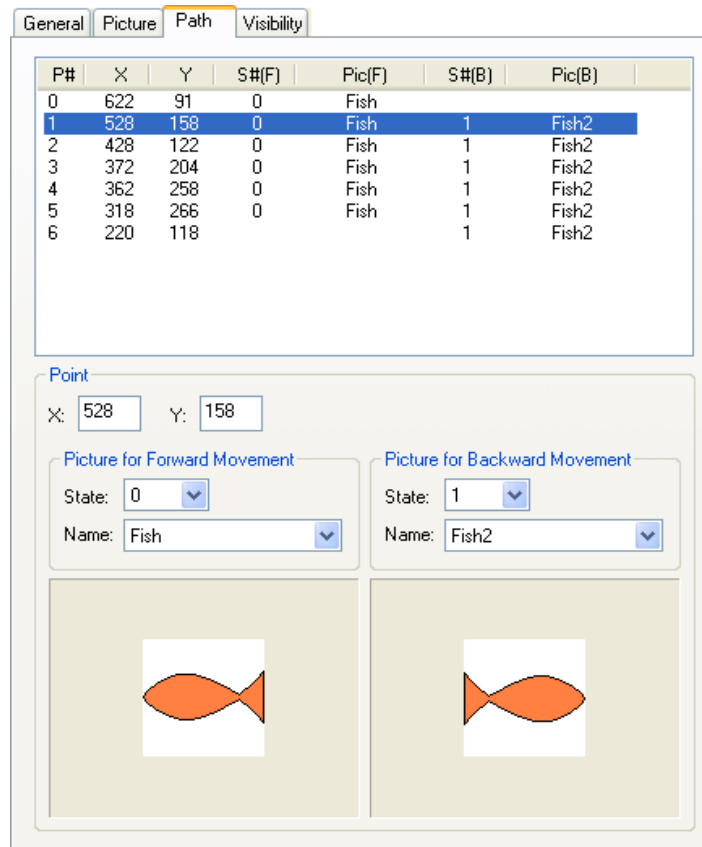 General Picture Path Visibility
P# X Y S#(F) Pic(F) S#(B) Pic(B)
0 622 91 0 Fish
1 528 158 0 Fish 1 Fish2
2 428 122 0 Fish 1 Fish2
3 372 204 0 Fish 1 Fish2
4 362 258 0 Fish 1 Fish2
5 318 266 0 Fish 1 Fish2
6 220 118 1 Fish2
Point
X: 528 Y: 158
Picture for Forward Movement Picture for Backward Movement
State: 0 State: 1
Name: Fish Name: Fish2